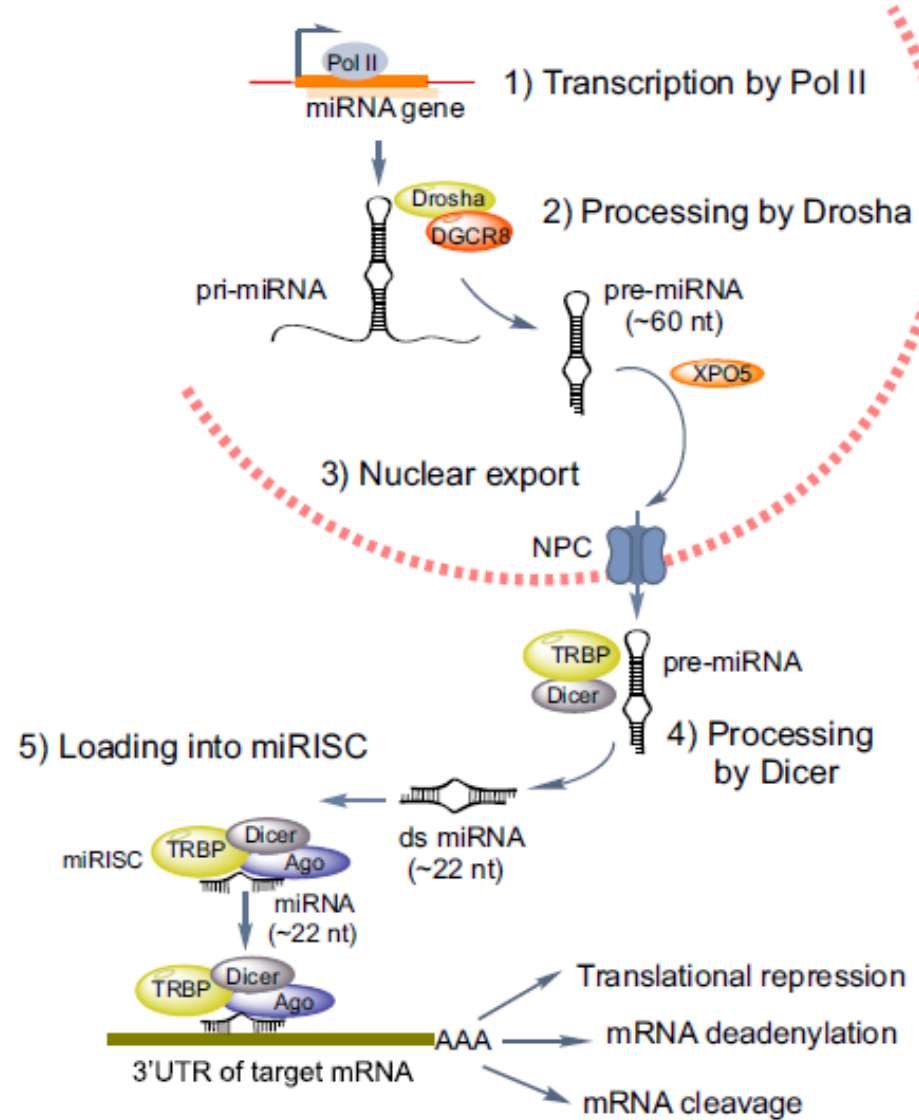 Pol II
miRNA gene
1) Transcription by Pol II
Drosha
DGCR8
2) Processing by Drosha
pri-miRNA
pre-miRNA
(~60 nt)
XPO5
3) Nuclear export
NPC
TRBP
Dicer
pre-miRNA
4) Processing
by Dicer
5) Loading into miRISC
ds miRNA
(~22 nt)
miRISC
TRBP
Dicer
Ago
miRNA
(~22 nt)
TRBP
Dicer
Ago
AAA
3'UTR of target mRNA
Translational repression
mRNA deadenylation
mRNA cleavage